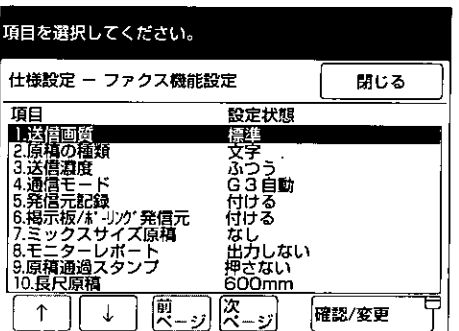 項目を選択してください。
仕様設定 － ファクス機能設定 閉じる
項目 設定状態
1.送信画質 標準
2.原稿の種類 文字
3.送信濃度 ふつう
4.通信モード G3自動
5.発信元記録 付ける
6.掲示板/ﾎﾟｰﾘﾝｸﾞ発信元 付ける
7.ミックスサイズ原稿 なし
8.モニターレポート 出力しない
9.原稿通過スタンプ 押さない
10.長尺原稿 600mm
↑ ↓ 前ページ 次ページ 確認/変更